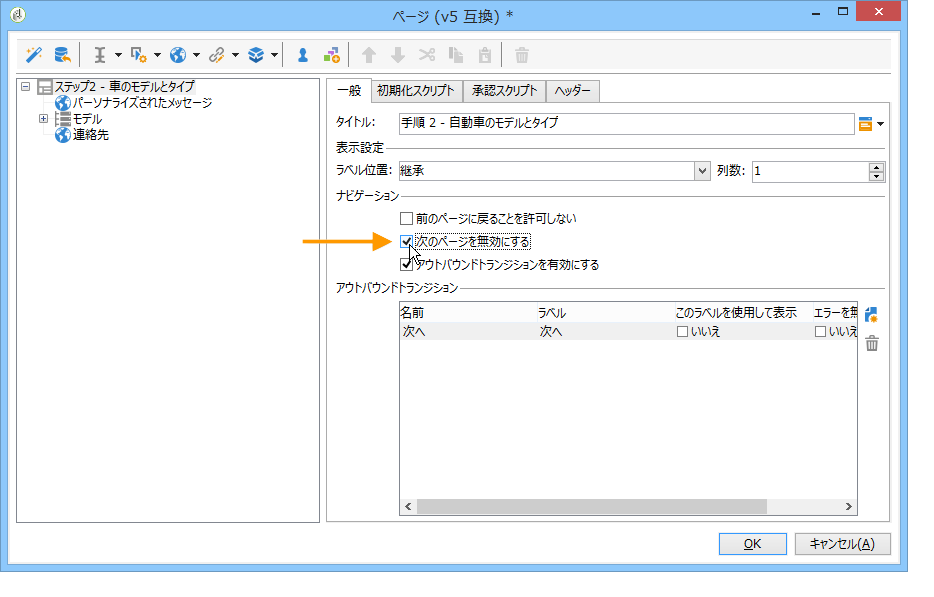 ページ (v5 互換) *
ステップ2 - 車のモデルとタイプ
パーソナライズされたメッセージ
モデル
連絡先
一般 初期化スクリプト 承認スクリプト ヘッダー
タイトル: 手順 2 - 自動車のモデルとタイプ
表示設定
ラベル位置: 継承 列数: 1
ナビゲーション
前のページに戻ることを許可しない
次のページを無効にする
アウトバウンドトランジションを有効にする
アウトバウンドトランジション
名前 ラベル このラベルを使用して表示 エラーを無
次へ 次へ いいえ いいえ
OK キャンセル(A)